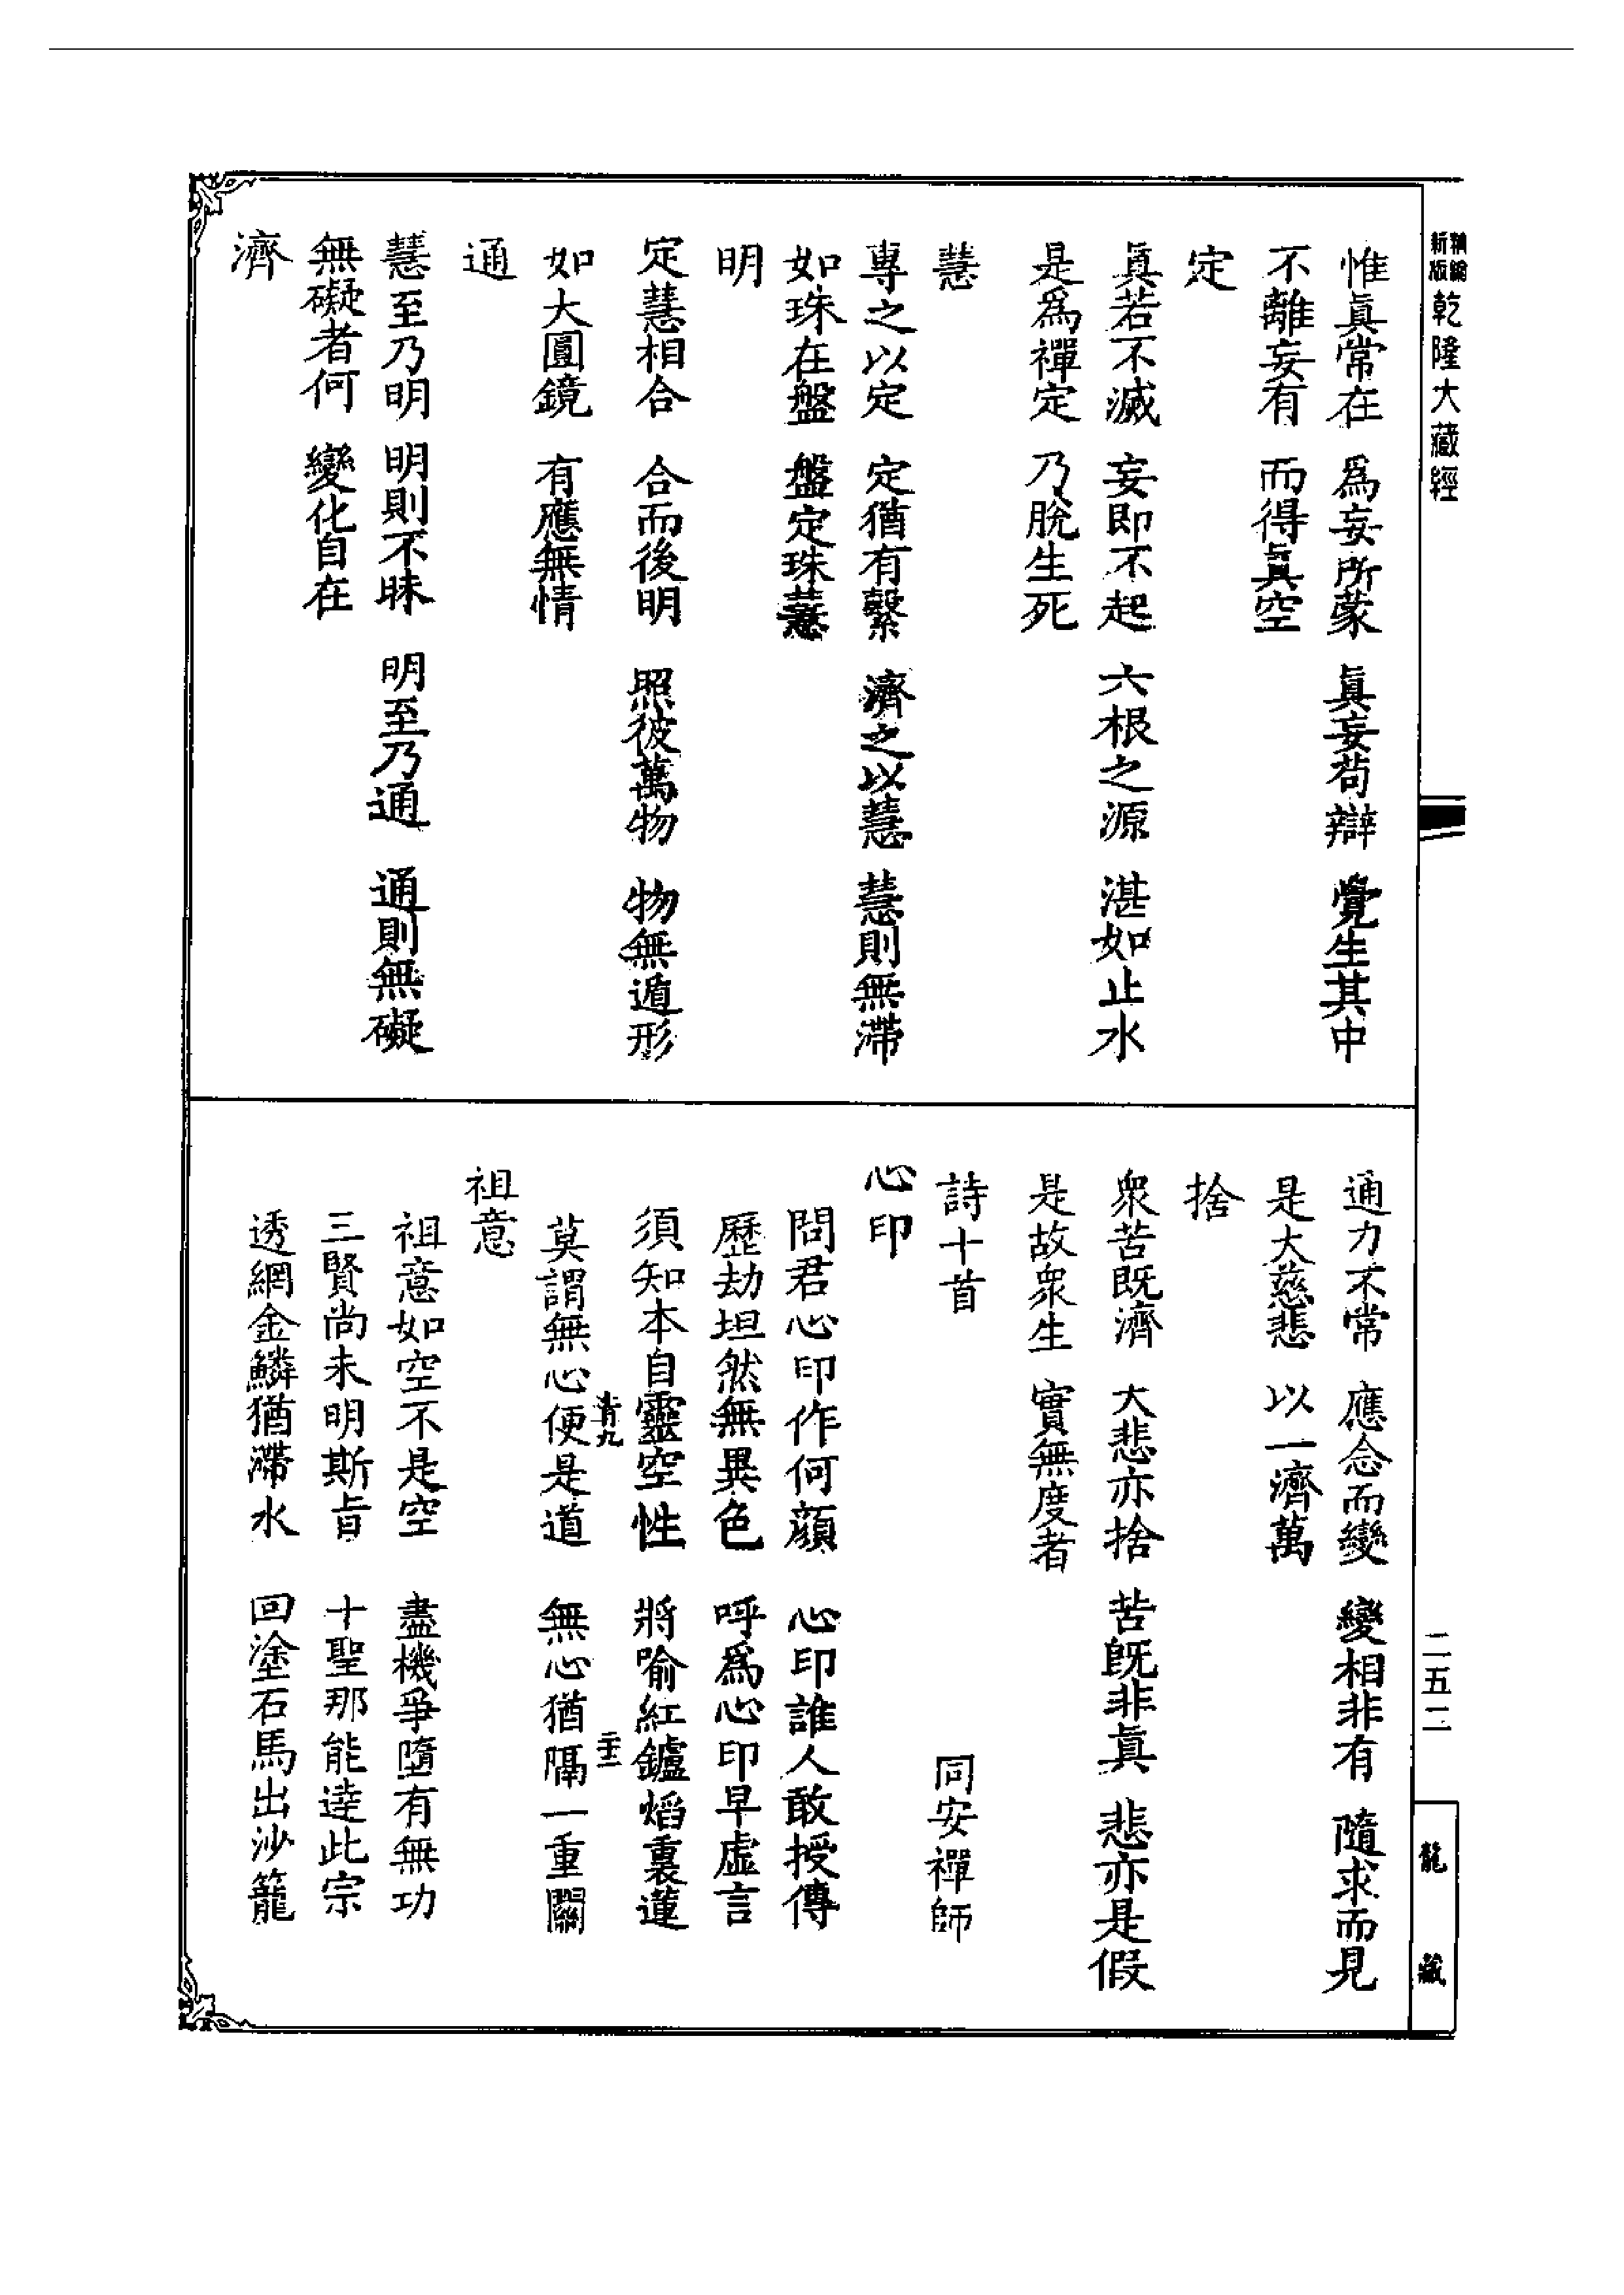 新版精編乾隆大藏經
二五二
龍藏
惟眞常在 爲妄所蒙 眞妄茍辯 覺生其中
不離妄有 而得眞空
定
眞若不滅 妄即不起 六根之源 湛如止水
是爲禪定 乃脫生死
慧
專之以定 定猶有繫 濟之以慧 慧則無滯
如珠在盤 盤定珠慧
明
定慧相合 合而後明 照彼萬物 物無遁形
如大圓鏡 有應無情
通
慧至乃明 明則不昧 明至乃通 通則無礙
無礙者何 變化自在
濟
通力不常 應念而變 變相非有 隨求而見
是大慈悲 以一濟萬
捨
衆苦既濟 大悲亦捨 苦既非眞 悲亦是假
是故衆生 實無度者
詩十首 同安禪師
心印
問君心印作何顔 心印誰人敢授傳
歷劫坦然無異色 呼爲心印早虛言
須知本自靈空性 將喻紅鑪熖裏蓮
莫謂無心便是道 無心猶隔一重關
祖意
祖意如空不是空 盡機爭墮有無功
三賢尚未明斯旨 十聖那能達此宗
透網金鱗猶滯水 回塗石馬出沙籠